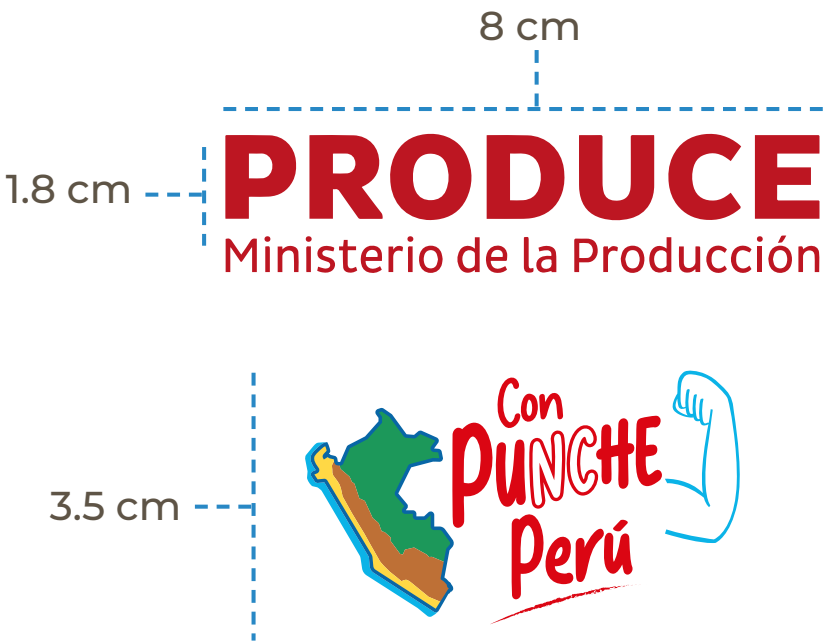 8 cm
1.8 cm
PRODUCE
Ministerio de la Producción
3.5 cm
Con
PUNCHE
Perú